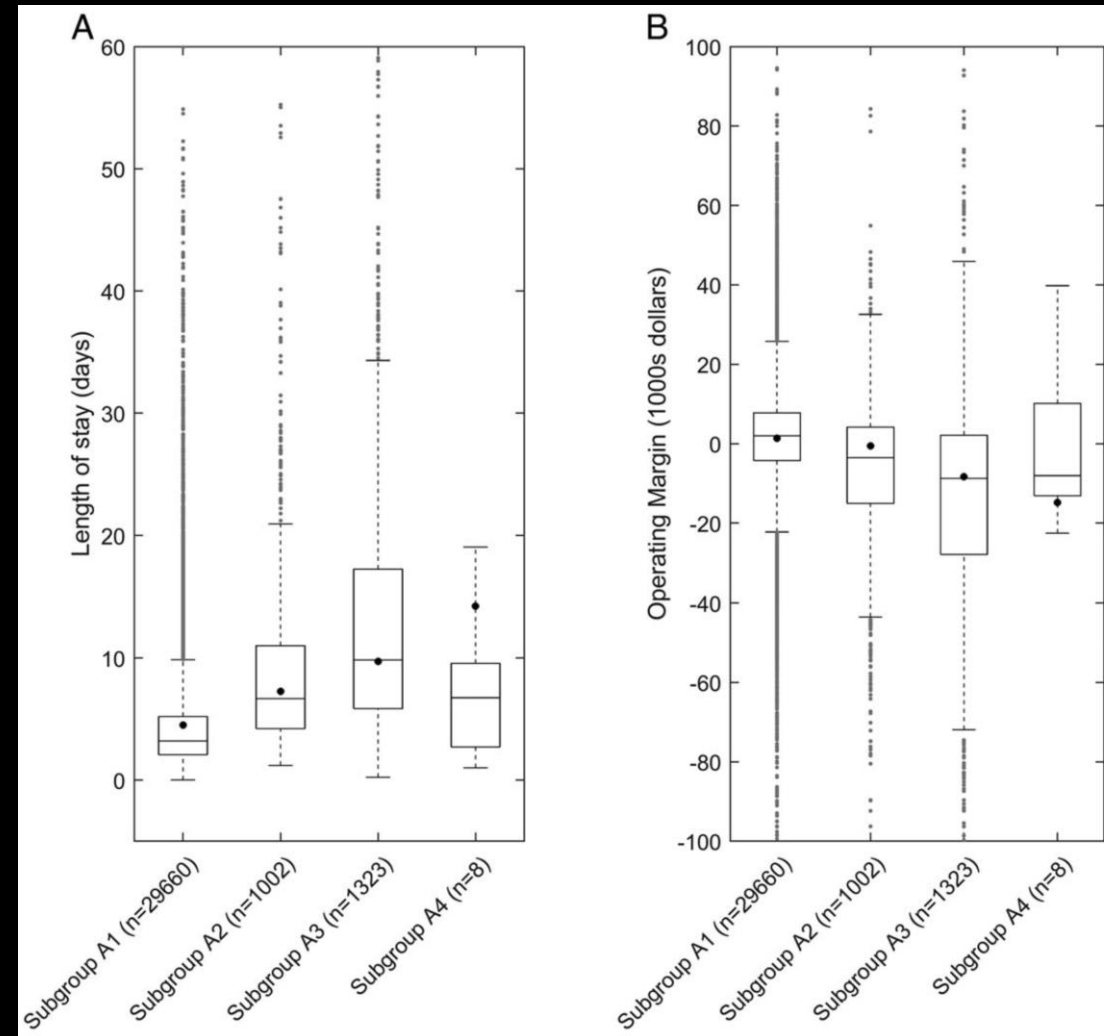 A
60
50
40
30
20
10
0
Length of stay (days)
Subgroup A1 (n=29660)
Subgroup A2 (n=1002)
Subgroup A3 (n=1323)
Subgroup A4 (n=8)
B
100
80
60
40
20
0
-20
-40
-60
-80
-100
Operating Margin (1000s dollars)
Subgroup A1 (n=29660)
Subgroup A2 (n=1002)
Subgroup A3 (n=1323)
Subgroup A4 (n=8)